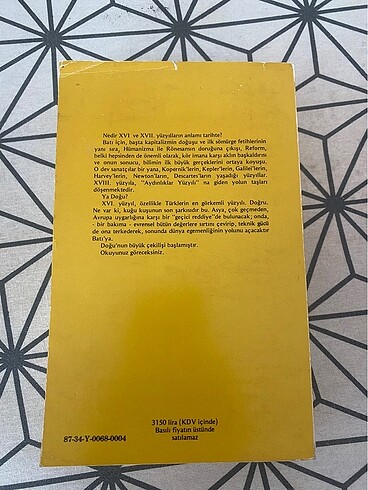 Nedir XVI. ve XVII. yüzyılların anlamı tarihte?
Batı için, başta kapitalizmin doğuşu ve ilk sömürge fetihlerinin
yanı sıra, Hümanizma ile Rönesansın doruğuna çıkışı, Reform,
belki hepsinden de önemli olarak, kör imana karşı aklın başkaldırısı
ve onun sonucu, bilimin ilk büyük gerçeklerini ortaya koyuşu.
O dev sanatçılar bir yana, Kopernik'lerin, Kepler'lerin, Galilei'lerin,
Harvey'lerin, Newton'ların, Descartes'ların yaşadığı yüzyıllar.
XVIII. yüzyıla, "Aydınlıklar Yüzyılı" na giden yolun taşları
döşenmektedir.
Ya Doğu?
XVI. yüzyıl, özellikle Türklerin en görkemli yüzyılı. Doğru.
Ne var ki, kuğu kuşunun son şarkısıdır bu. Asya, çok geçmeden,
Avrupa uygarlığına karşı bir "geçici reddiye"de bulunacak; onda,
- bir bakıma - evrensel bütün değerlere sırtını çevirip, teknik gücü
de ona terkederek, sonunda dünya egemenliğinin yolunu açacaktır
Batı'ya.
Doğu'nun büyük çekilişi başlamıştır.
Okuyunuz göreceksiniz.
3150 lira (KDV içinde)
Basılı fiyatın üstünde
satılamaz
87-34-Y-0068-0004